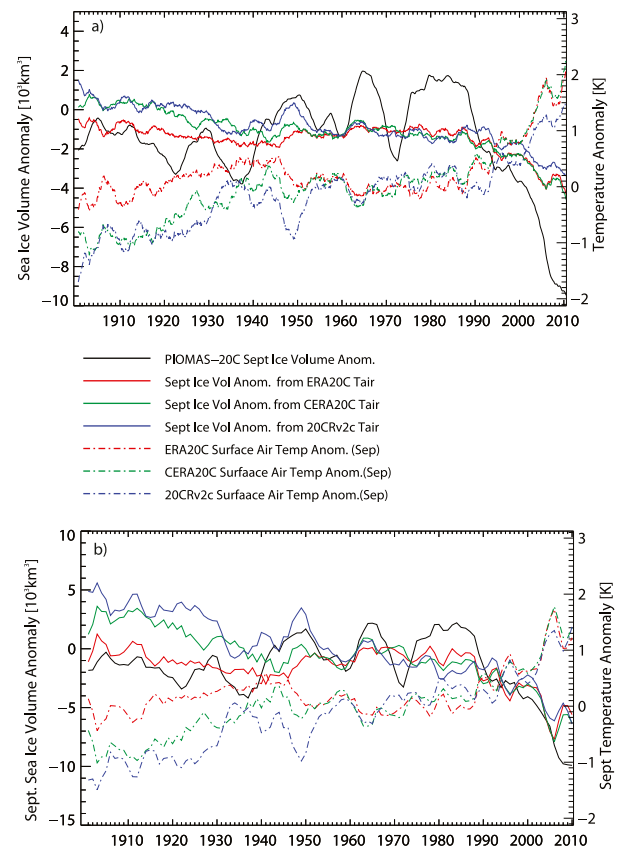 a)
Sea Ice Volume Anomaly [10³km³]
4
2
0
−2
−4
−6
−8
−10
3
2
1
0
−1
−2
Temperature Anomaly [K]
1910 1920 1930 1940 1950 1960 1970 1980 1990 2000 2010
PIOMAS−20C Sept Ice Volume Anom.
Sept Ice Vol Anom. from ERA20C Tair
Sept Ice Vol Anom. from CERA20C Tair
Sept Ice Vol Anom. from 20CRv2c Tair
ERA20C Surface Air Temp Anom. (Sep)
CERA20C Surfaace Air Temp Anom.(Sep)
20CRv2c Surfaace Air Temp Anom.(Sep)
b)
Sept. Sea Ice Volume Anomaly [10³km³]
10
5
0
−5
−10
−15
3
2
1
0
−1
−2
Sept Temperature Anomaly [K]
1910 1920 1930 1940 1950 1960 1970 1980 1990 2000 2010